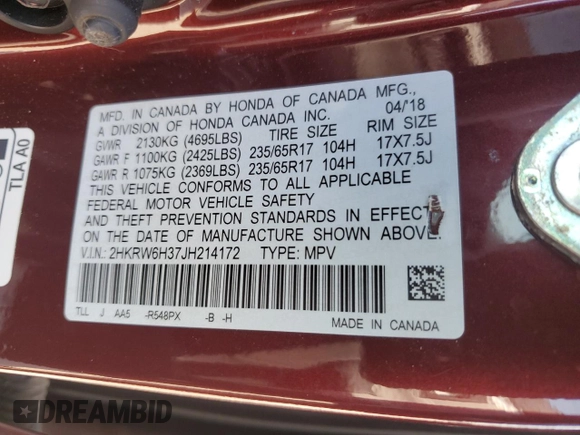 MFD. IN CANADA BY HONDA OF CANADA MFG.,
A DIVISION OF HONDA CANADA INC. 04/'18
GVWR 2130KG (4695LBS) TIRE SIZE RIM SIZE
GAWR F 1100KG (2425LBS) 235/65R17 104H 17X7.5J
GAWR R 1075KG (2369LBS) 235/65R17 104H 17X7.5J
THIS VEHICLE CONFORMS TO ALL APPLICABLE
FEDERAL MOTOR VEHICLE SAFETY
AND THEFT PREVENTION STANDARDS IN EFFECT
ON THE DATE OF MANUFACTURE SHOWN ABOVE.
V.I.N.: 2HKRW6H37JH214172 TYPE: MPV
TLL J AA5 -R548PX -B -H
MADE IN CANADA
TLA A0
DREAMBID